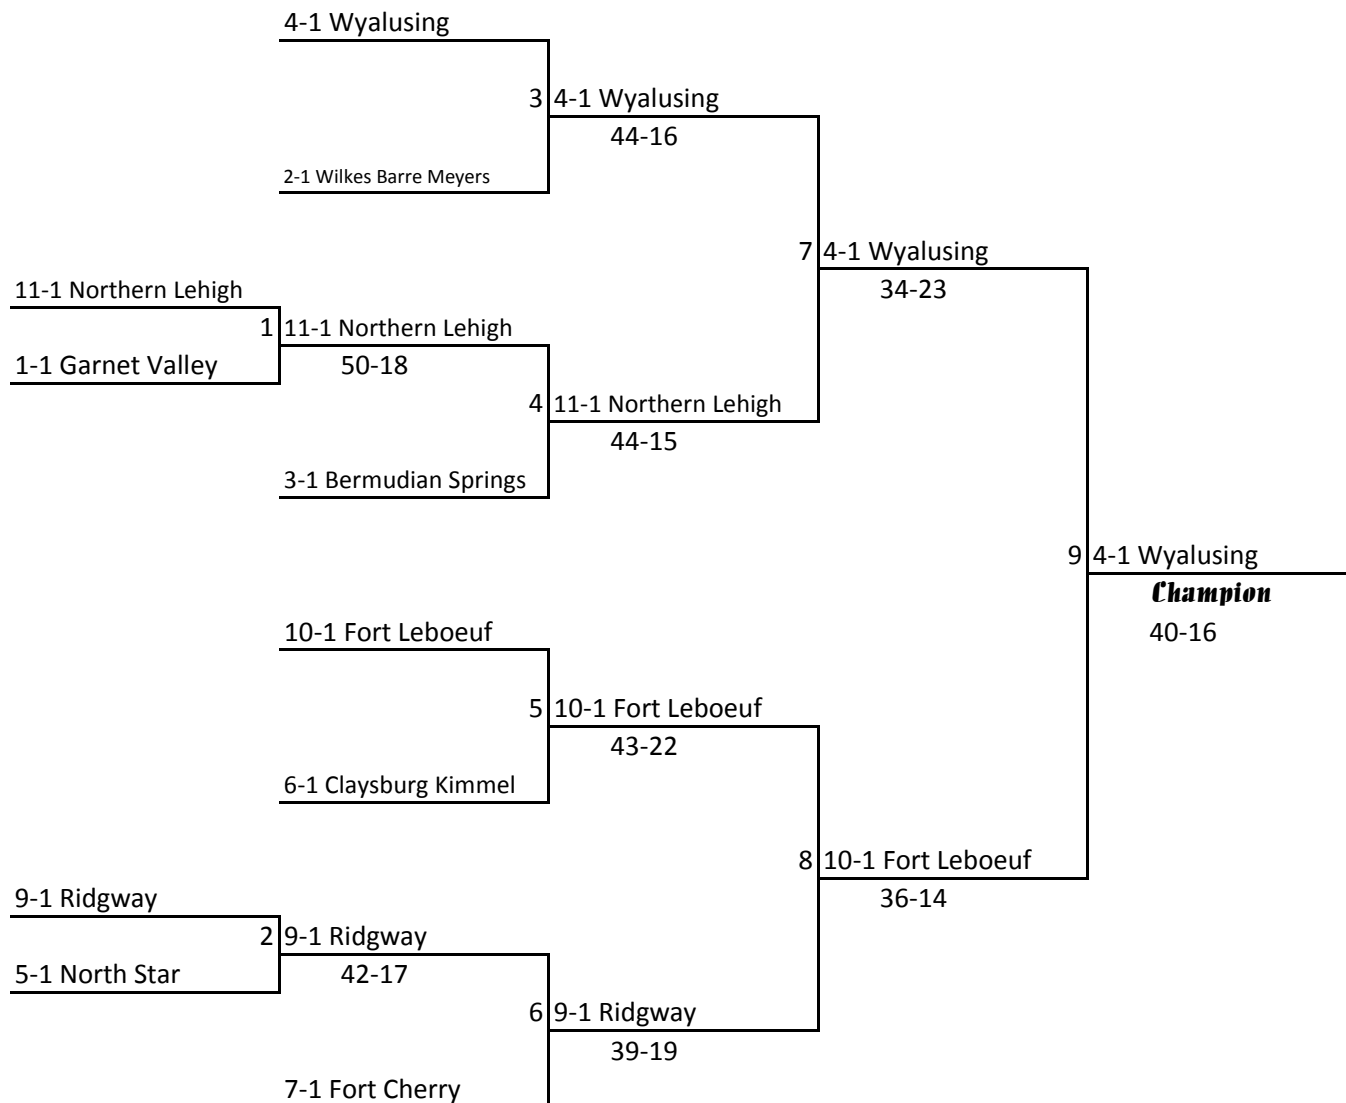 4-1 Wyalusing
3 4-1 Wyalusing
44-16
2-1 Wilkes Barre Meyers
7 4-1 Wyalusing
34-23
11-1 Northern Lehigh
1 11-1 Northern Lehigh
50-18
1-1 Garnet Valley
4 11-1 Northern Lehigh
44-15
3-1 Bermudian Springs
9 4-1 Wyalusing
Champion
40-16
10-1 Fort Leboeuf
5 10-1 Fort Leboeuf
43-22
6-1 Claysburg Kimmel
8 10-1 Fort Leboeuf
36-14
9-1 Ridgway
2 9-1 Ridgway
42-17
5-1 North Star
6 9-1 Ridgway
39-19
7-1 Fort Cherry